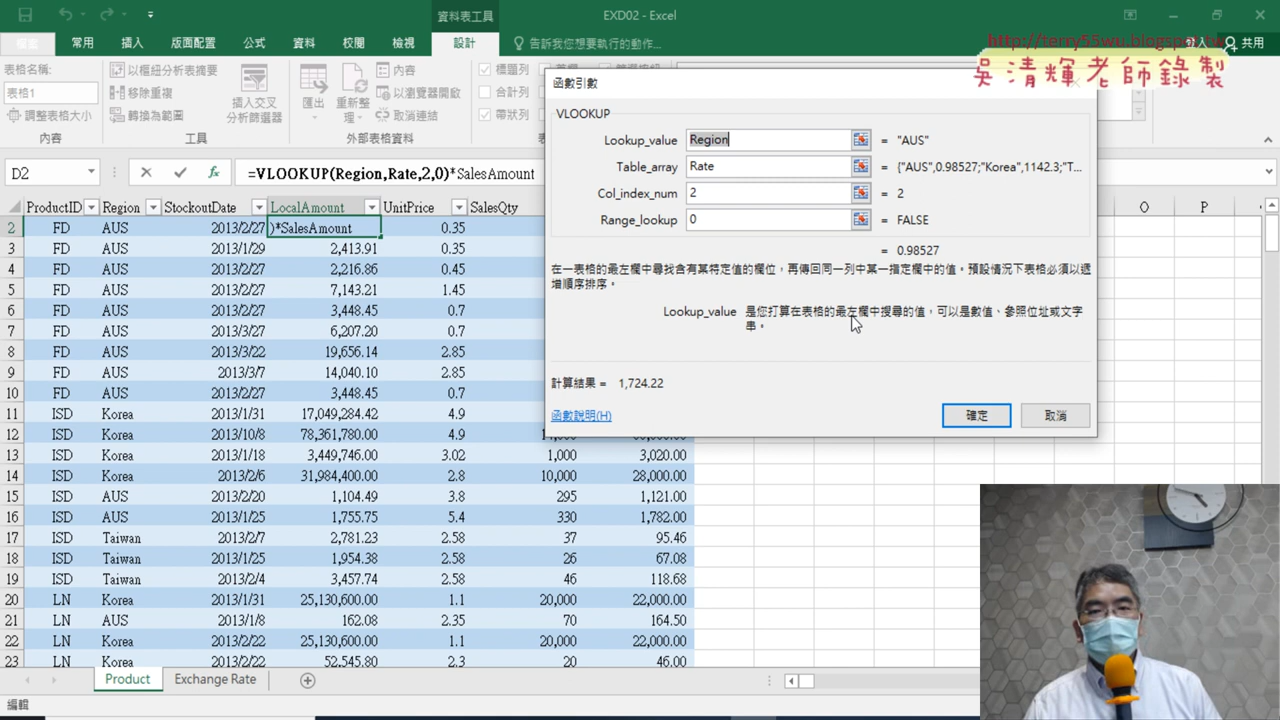 資料表工具
EXD02 - Excel
http://terry55wu.blogspot.tw
吳清輝老師錄製
檔案 常用 插入 版面配置 公式 資料 校閱 檢視 設計 告訴我您想要執行的動作... 登入 共用
表格名稱:
表格1
調整表格大小
內容
以樞紐分析表摘要
移除重複
轉換為範圍
插入交叉
分析篩選器
工具
匯出
重新整
理
內容
以瀏覽器開啟
取消連結
外部表格資料
標題列
合計列
帶狀列
D2
=VLOOKUP(Region,Rate,2,0)*SalesAmount
函數引數
VLOOKUP
Lookup_value Region = "AUS"
Table_array Rate = {"AUS",0.98527;"Korea",1142.3;"T...
Col_index_num 2 = 2
Range_lookup 0 = FALSE
= 0.98527
在一表格的最左欄中尋找含有某特定值的欄位，再傳回同一列中某一指定欄中的值。預設情況下表格必須以遞
增順序排序。
Lookup_value 是您打算在表格的最左欄中搜尋的值，可以是數值、參照位址或文字
串。
計算結果 = 1,724.22
函數說明(H)
確定 取消
ProductID Region StockoutDate LocalAmount UnitPrice SalesQty O P
2 FD AUS 2013/2/27 )*SalesAmount 0.35
3 FD AUS 2013/1/29 2,413.91 0.35
4 FD AUS 2013/2/27 2,216.86 0.45
5 FD AUS 2013/2/21 7,143.21 1.45
6 FD AUS 2013/2/27 3,448.45 0.7
7 FD AUS 2013/3/7 6,207.20 0.7
8 FD AUS 2013/3/22 19,656.14 2.85
9 FD AUS 2013/3/7 14,040.10 2.85
10 FD AUS 2013/2/27 3,448.45 0.7
11 ISD Korea 2013/1/31 17,049,284.42 4.9
12 ISD Korea 2013/10/8 78,361,780.00 4.9
13 ISD Korea 2013/1/18 3,449,746.00 3.02 1,000 3,020.00
14 ISD Korea 2013/2/6 31,984,400.00 2.8 10,000 28,000.00
15 ISD AUS 2013/2/20 1,104.49 3.8 295 1,121.00
16 ISD AUS 2013/1/25 1,755.75 5.4 330 1,782.00
17 ISD Taiwan 2013/2/7 2,781.23 2.58 37 95.46
18 ISD Taiwan 2013/1/25 1,954.38 2.58 26 67.08
19 ISD Taiwan 2013/2/4 3,457.74 2.58 46 118.68
20 LN Korea 2013/1/31 25,130,600.00 1.1 20,000 22,000.00
21 LN AUS 2013/1/8 162.08 2.35 70 164.50
22 LN Korea 2013/2/22 25,130,600.00 1.1 20,000 22,000.00
23 LN Korea 2013/2/22 52,545.80 2.3 20 46.00
Product Exchange Rate
編輯